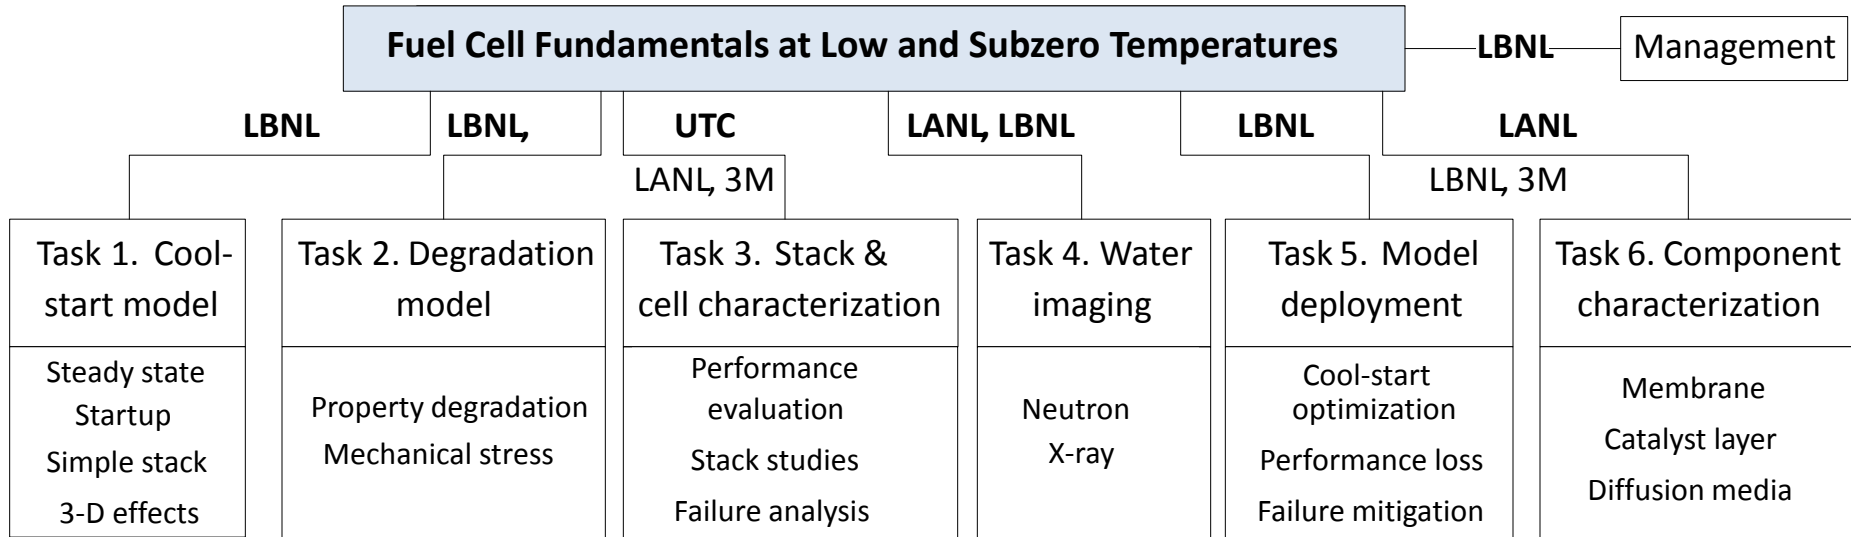 Fuel Cell Fundamentals at Low and Subzero Temperatures
LBNL
Management
LBNL
LBNL,
UTC
LANL, LBNL
LBNL
LANL
LANL, 3M
LBNL, 3M
Task 1. Cool-
start model
Steady state
Startup
Simple stack
3-D effects
Task 2. Degradation
model
Property degradation
Mechanical stress
Task 3. Stack &
cell characterization
Performance
evaluation
Stack studies
Failure analysis
Task 4. Water
imaging
Neutron
X-ray
Task 5. Model
deployment
Cool-start
optimization
Performance loss
Failure mitigation
Task 6. Component
characterization
Membrane
Catalyst layer
Diffusion media